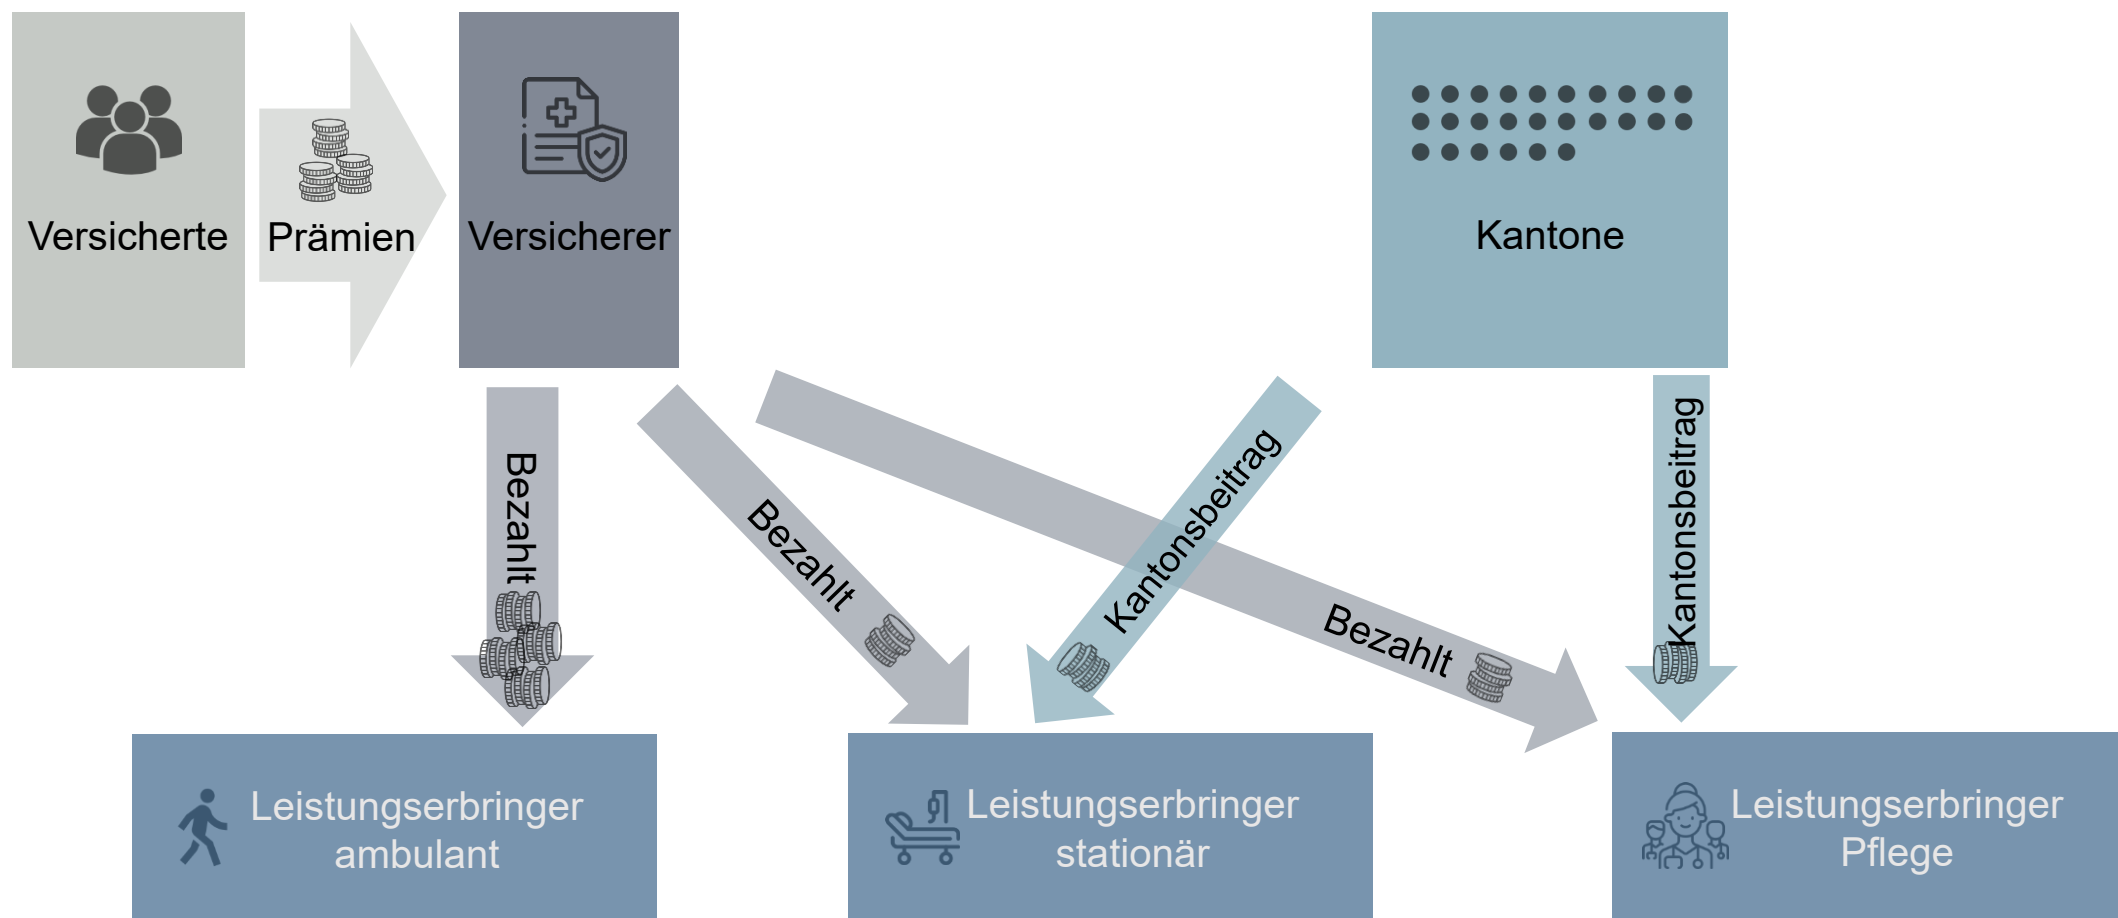 Versicherte
Prämien
Versicherer
Kantone
Bezahlt
Bezahlt
Kantonsbeitrag
Bezahlt
Kantonsbeitrag
Leistungserbringer
ambulant
Leistungserbringer
stationär
Leistungserbringer
Pflege